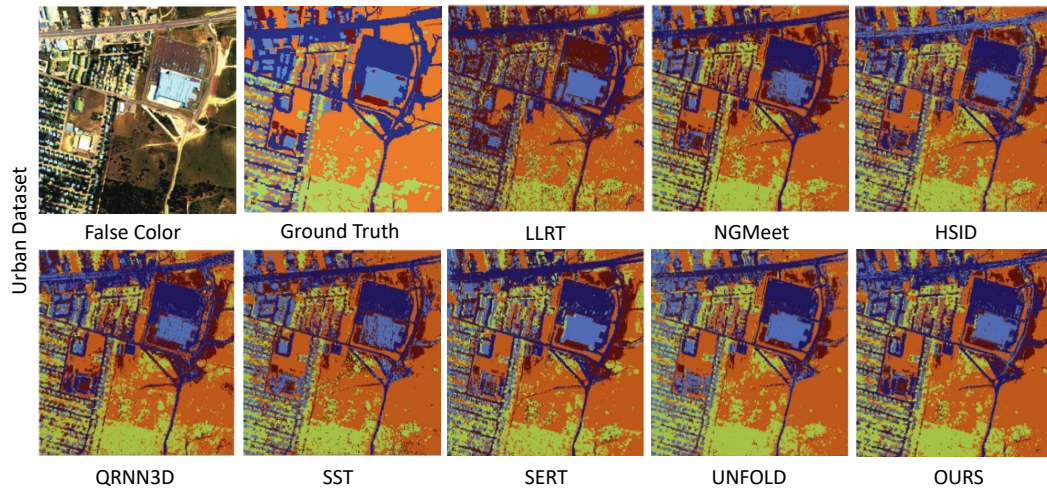 Urban Dataset
False Color
Ground Truth
LLRT
NGMeet
HSID
QRNN3D
SST
SERT
UNFOLD
OURS